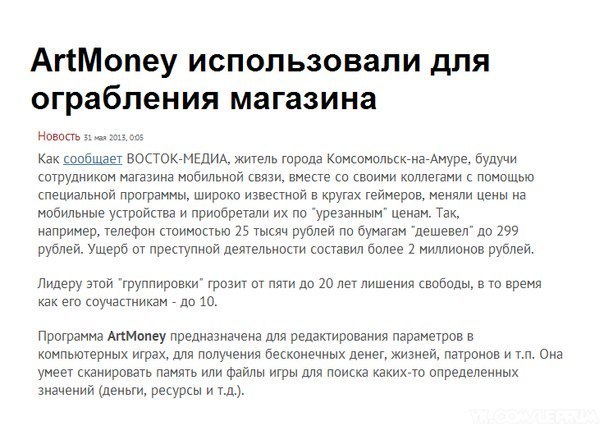 ArtMoney использовали для
ограбления магазина
Новость 31 мая 2013, 0:05
Как сообщает ВОСТОК-МЕДИА, житель города Комсомольск-на-Амуре, будучи
сотрудником магазина мобильной связи, вместе со своими коллегами с помощью
специальной программы, широко известной в кругах геймеров, меняли цены на
мобильные устройства и приобретали их по "урезанным" ценам. Так,
например, телефон стоимостью 25 тысяч рублей по бумагам "дешевел" до 299
рублей. Ущерб от преступной деятельности составил более 2 миллионов рублей.
Лидеру этой "группировки" грозит от пяти до 20 лет лишения свободы, в то время
как его соучастникам - до 10.
Программа ArtMoney предназначена для редактирования параметров в
компьютерных играх, для получения бесконечных денег, жизней, патронов и т.п. Она
умеет сканировать память или файлы игры для поиска каких-то определенных
значений (деньги, ресурсы и т.д.).
VK.COM/LEPRUM